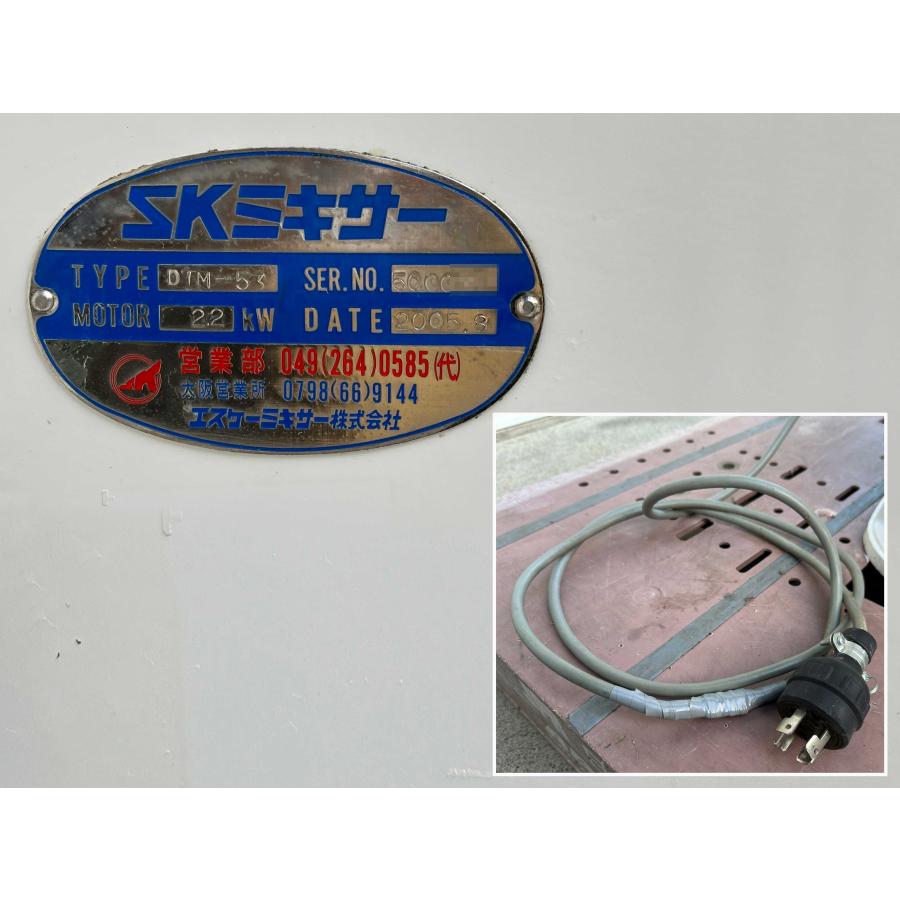 SKミキサー
TYPE DTM-53 SER.NO. 5000
MOTOR 2.2 kW DATE 2005.8
営業部 049(264)0585(代)
大阪営業所 0798(66)9144
エスケーミキサー株式会社